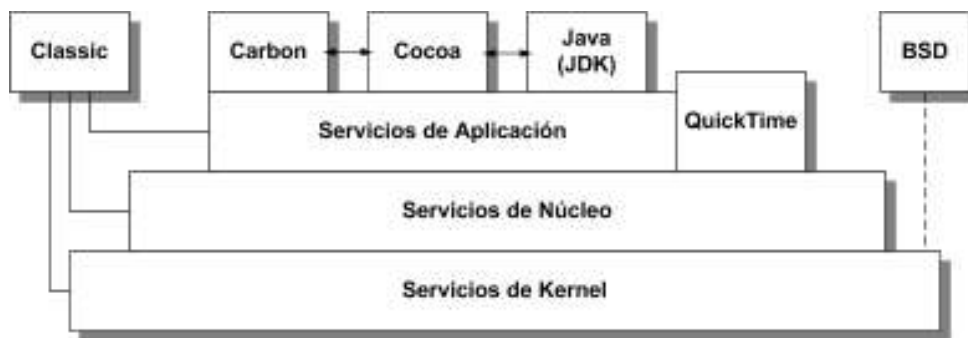 Classic
Carbon
Cocoa
Java
(JDK)
BSD
Servicios de Aplicación
QuickTime
Servicios de Núcleo
Servicios de Kernel